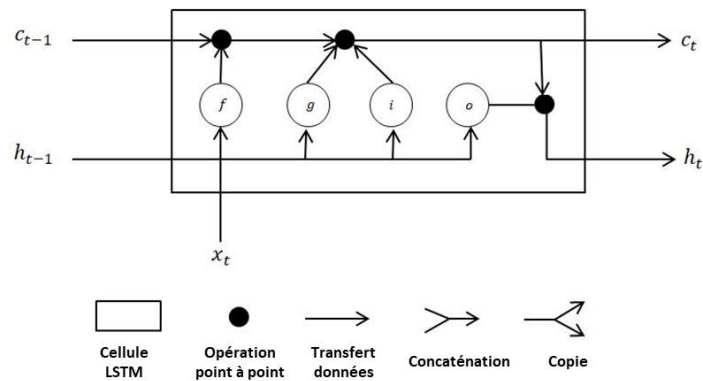 c_{t-1} c_t
f g i o
h_{t-1} h_t
x_t
Cellule LSTM
Opération point à point
Transfert données
Concaténation
Copie